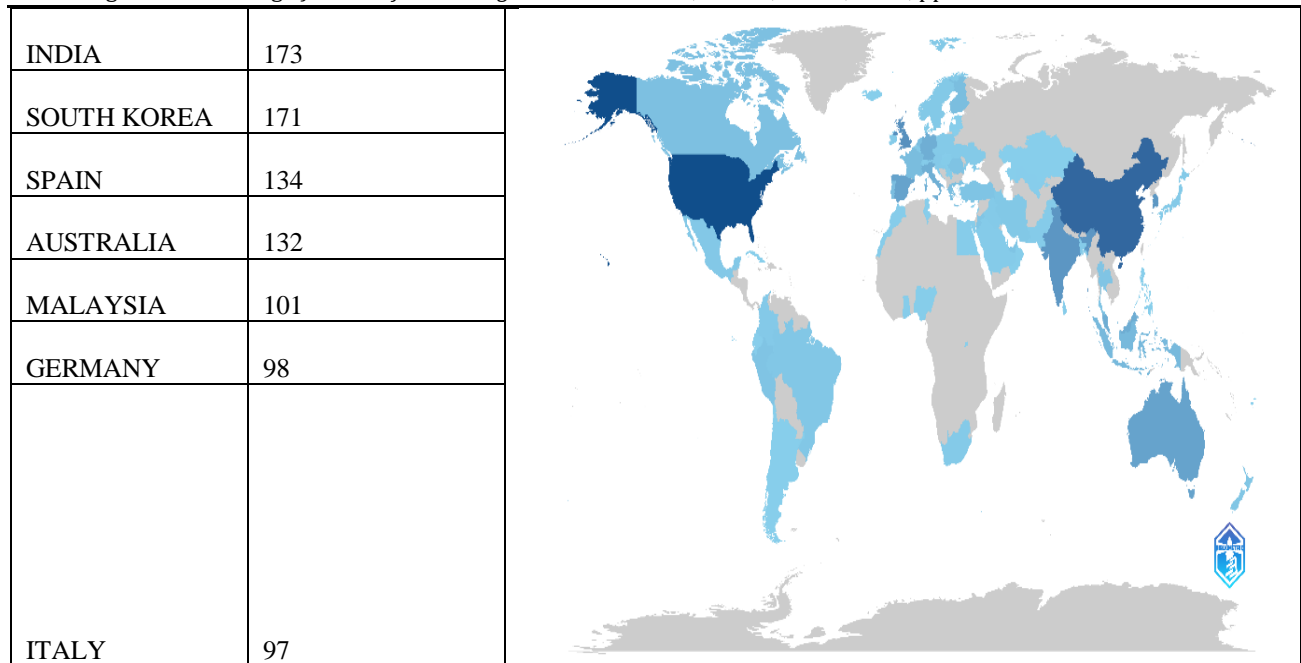 INDIA 173
SOUTH KOREA 171
SPAIN 134
AUSTRALIA 132
MALAYSIA 101
GERMANY 98
ITALY 97